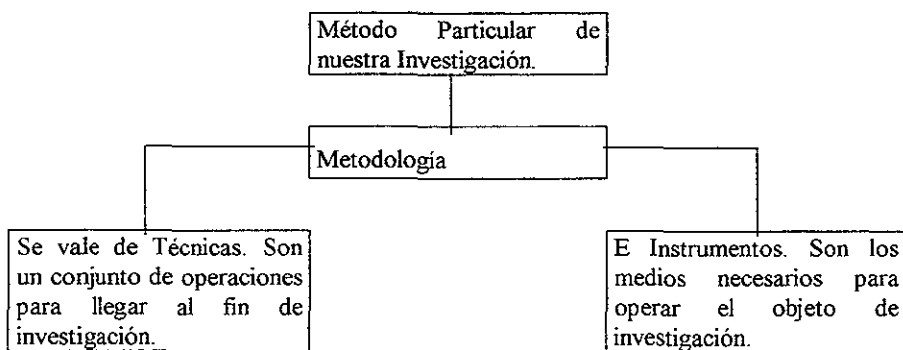 Método Particular de
nuestra Investigación.
Metodología
Se vale de Técnicas. Son
un conjunto de operaciones
para llegar al fin de
investigación.
E Instrumentos. Son los
medios necesarios para
operar el objeto de
investigación.